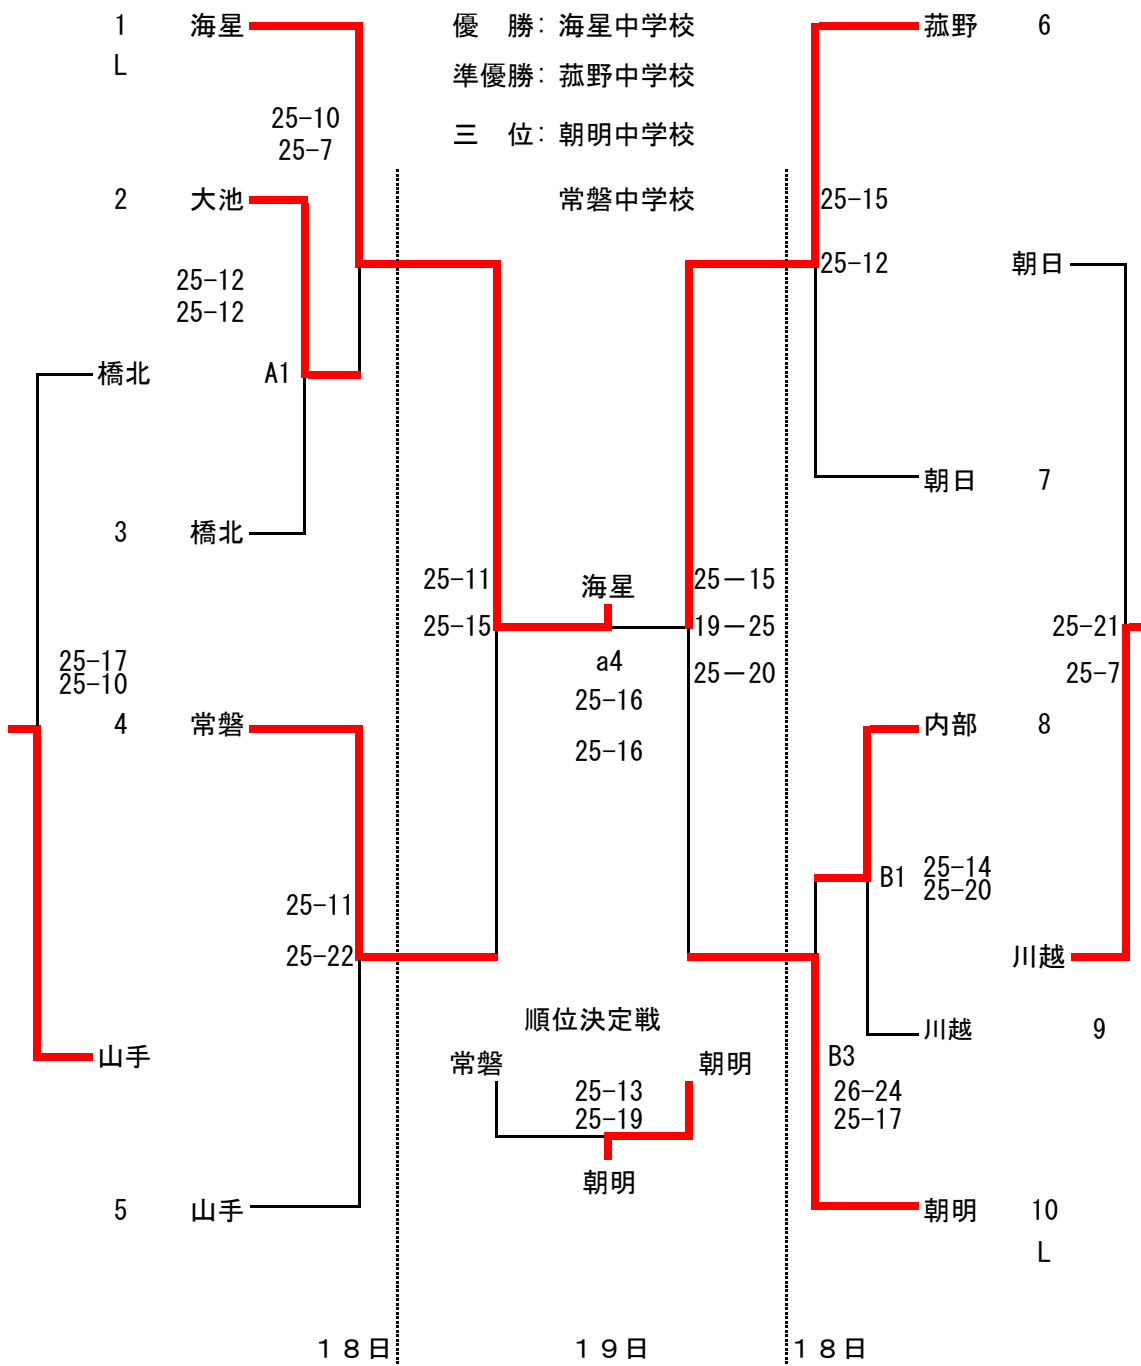 1 海星 優　勝: 海星中学校 菰野 6
L 準優勝: 菰野中学校
25-10 三　位: 朝明中学校
25-7
2 大池 常磐中学校 25-15
25-12 朝日
25-12
25-12
橋北 A1
朝日 7
3 橋北
25-11 海星 25－15
25-15 19－25 25-21
25-17 a4 25－20 25-7
25-10 25-16
4 常磐 内部 8
25-16
B1 25-14
25-20
25-11
25-22 川越
順位決定戦 川越 9
山手 常磐 朝明 B3
25-13 26-24
25-19 25-17
朝明
5 山手 朝明 10
L
１８日 １９日 １８日